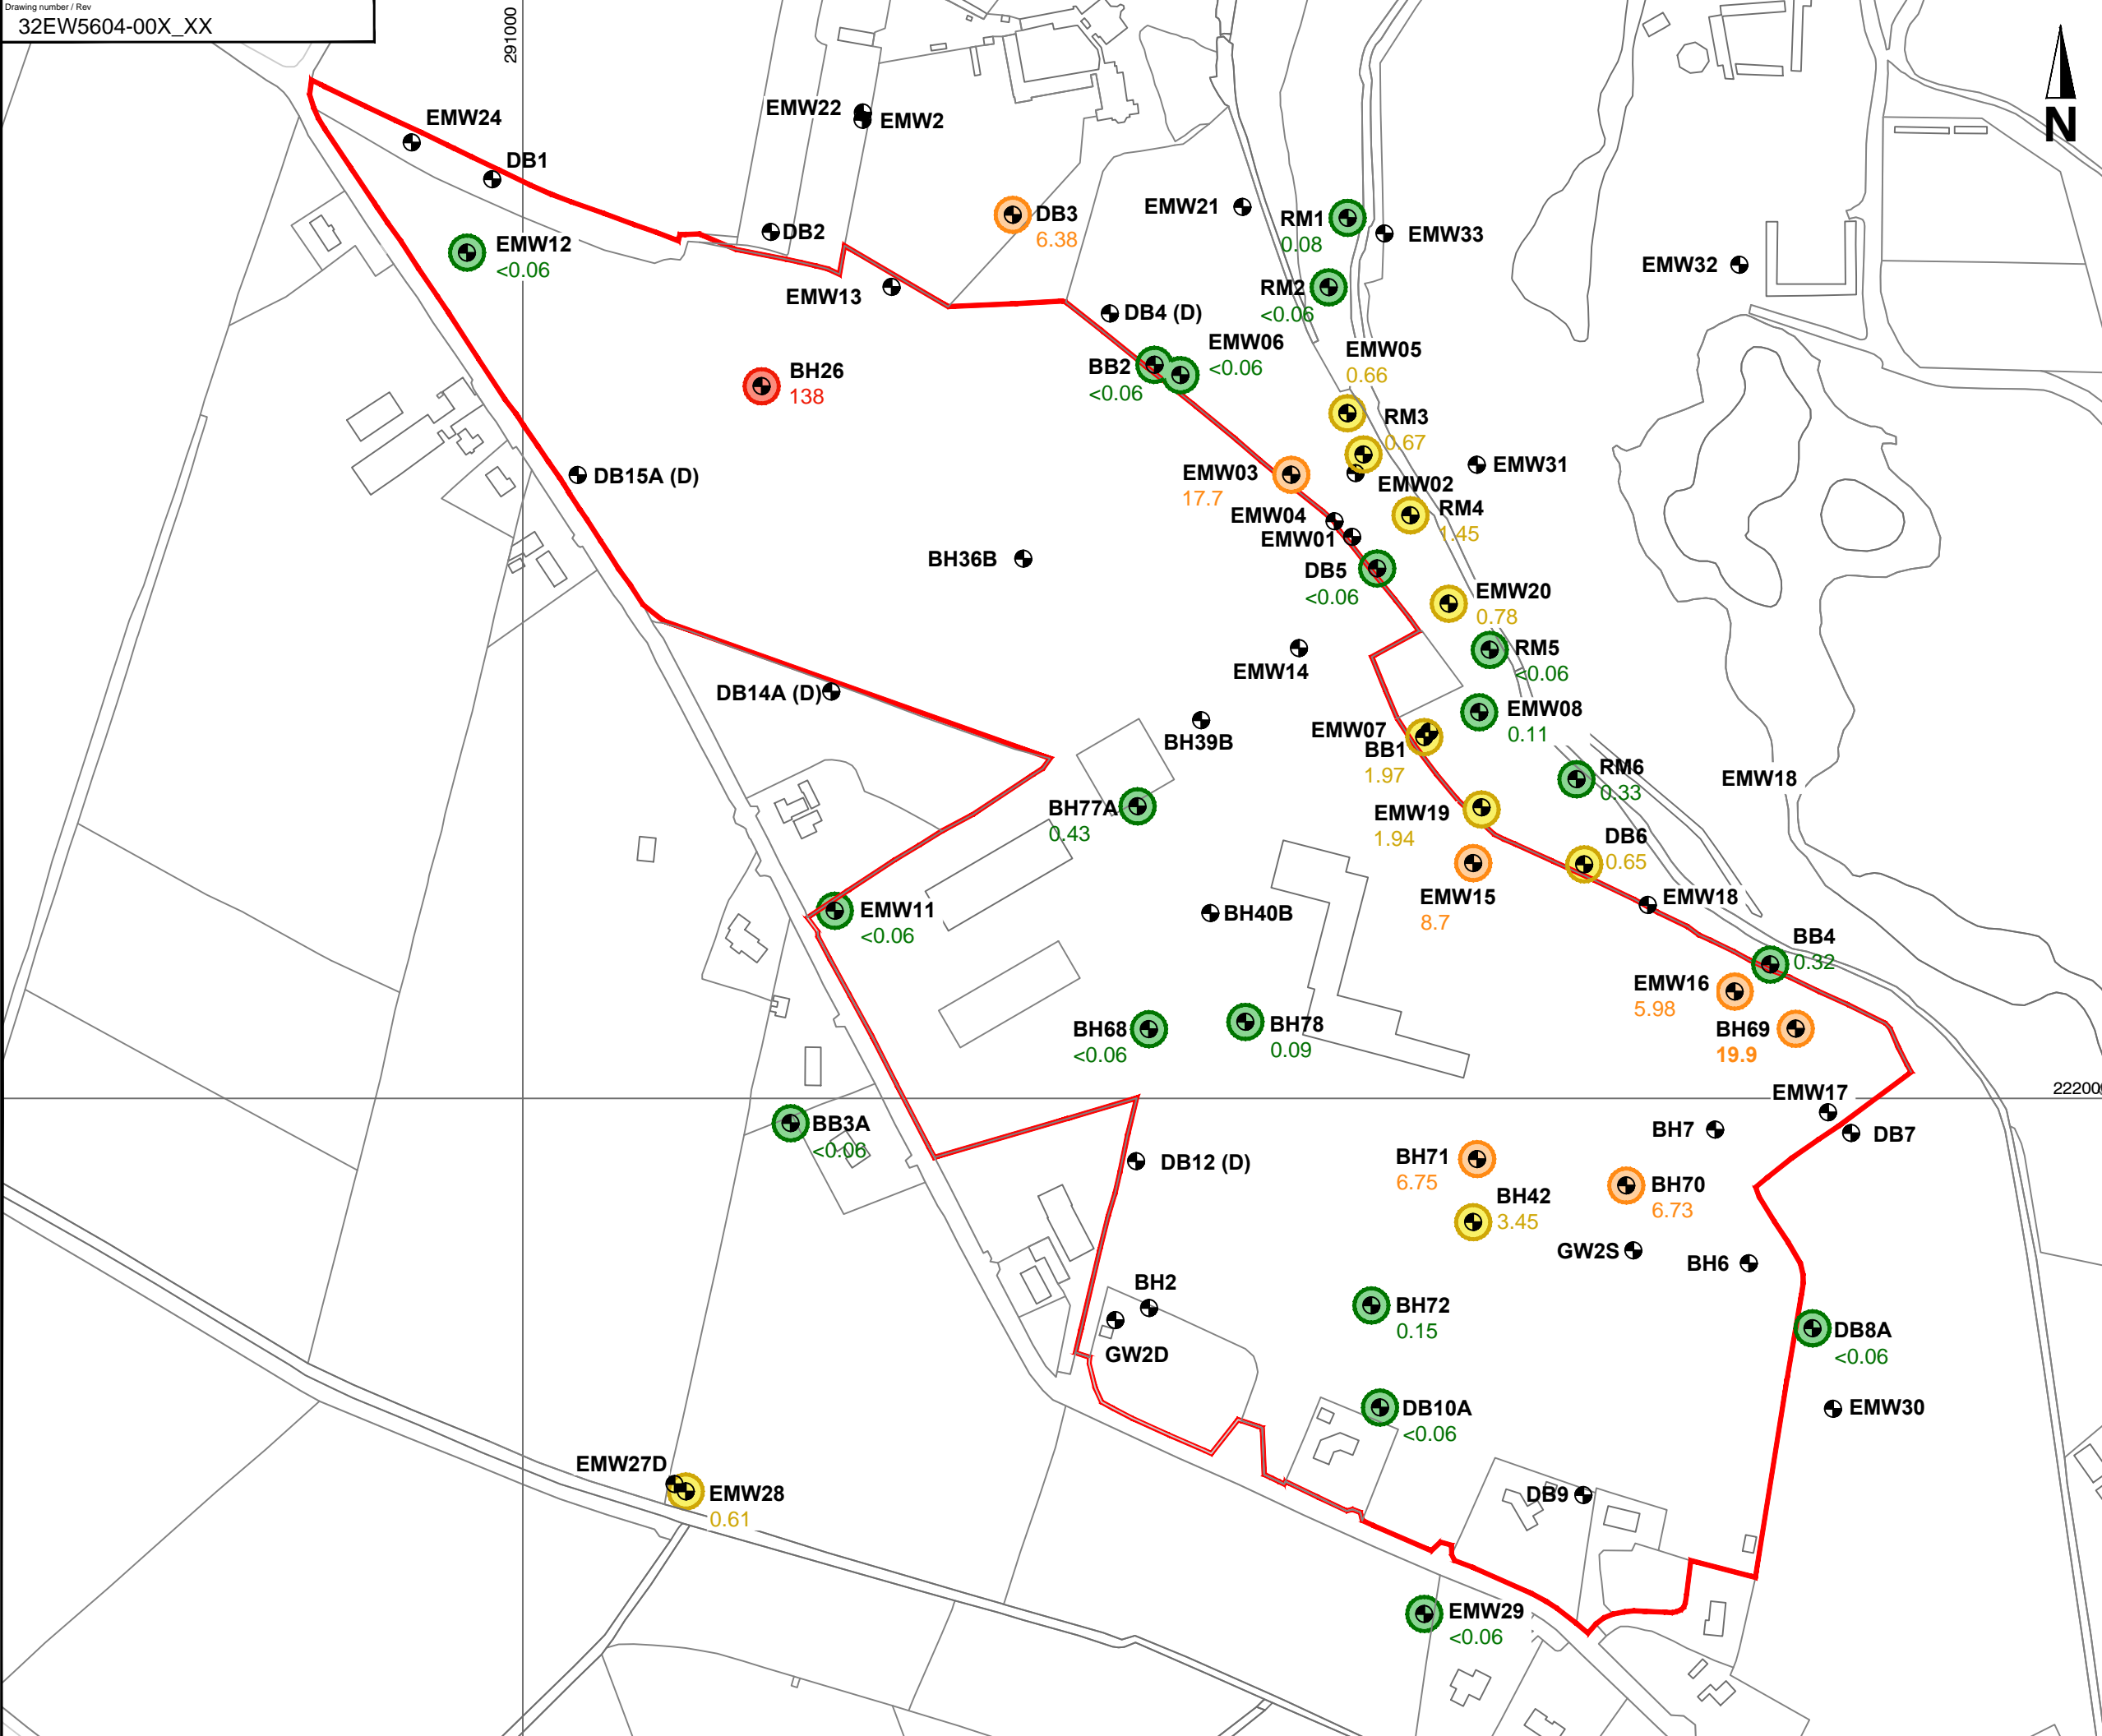 Drawing number / Rev
32EW5604-00X_XX
291000
N
EMW24
DB1
EMW22
EMW2
DB2
DB3
6.38
EMW21
RM1
0.08
EMW33
EMW32
EMW12
<0.06
EMW13
RM2
<0.06
DB4 (D)
EMW06
<0.06
BB2
<0.06
EMW05
0.66
BH26
138
RM3
0.67
DB15A (D)
EMW03
17.7
EMW02
EMW31
RM4
1.45
EMW04
EMW01
BH36B
DB5
<0.06
EMW20
0.78
EMW14
RM5
<0.06
DB14A (D)
EMW08
0.11
BH39B
EMW07
BB1
1.97
RM6
0.33
EMW18
BH77A
0.43
EMW19
1.94
DB6
0.65
EMW15
8.7
EMW18
EMW11
<0.06
BH40B
BB4
0.32
EMW16
5.98
BH68
<0.06
BH78
0.09
BH69
19.9
222000
EMW17
BB3A
<0.06
BH7
DB7
DB12 (D)
BH71
6.75
BH70
6.73
BH42
3.45
GW2S
BH6
BH2
BH72
0.15
DB8A
<0.06
GW2D
DB10A
<0.06
EMW30
EMW27D
EMW28
0.61
DB9
EMW29
<0.06